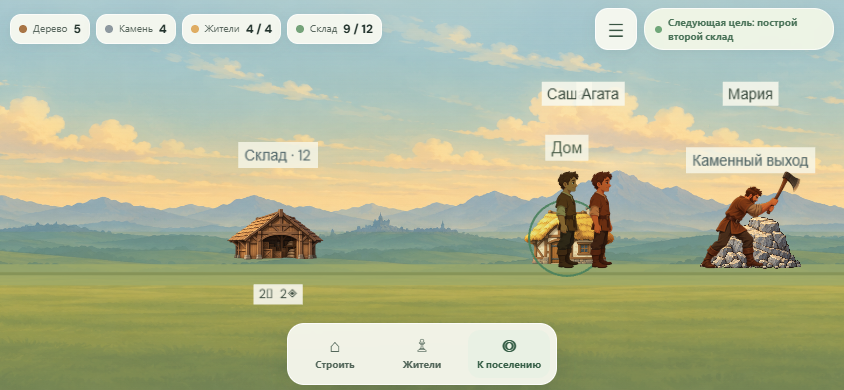 Дерево 5
Камень 4
Жители 4 / 4
Склад 9 / 12
Следующая цель: построй
второй склад
Саш Агата
Мария
Дом
Склад · 12
Каменный выход
2 2
Строить
Жители
К поселению